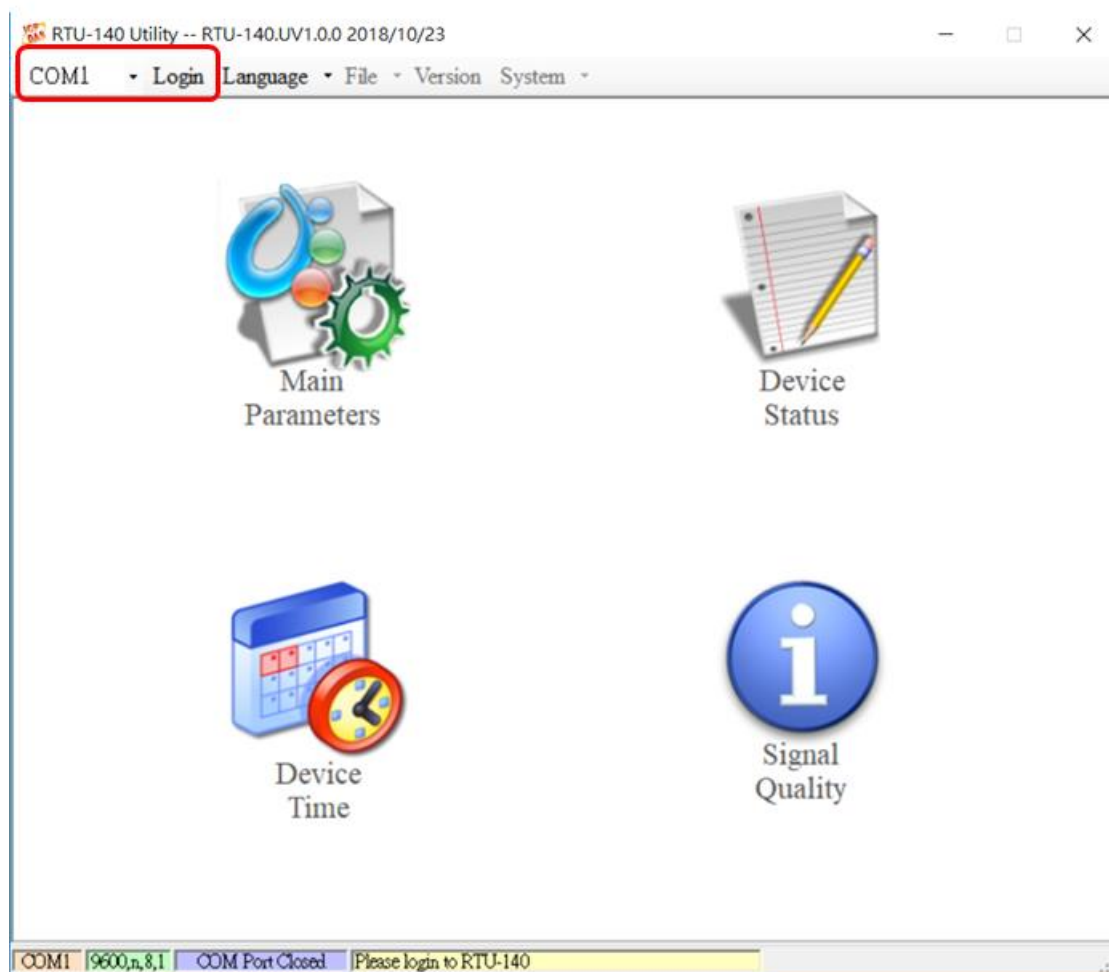 RTU-140 Utility -- RTU-140.UV1.0.0 2018/10/23
COM1 Login Language File Version System
Main
Parameters
Device
Status
Device
Time
Signal
Quality
COM1 9600,n,8,1 COM Port Closed Please login to RTU-140